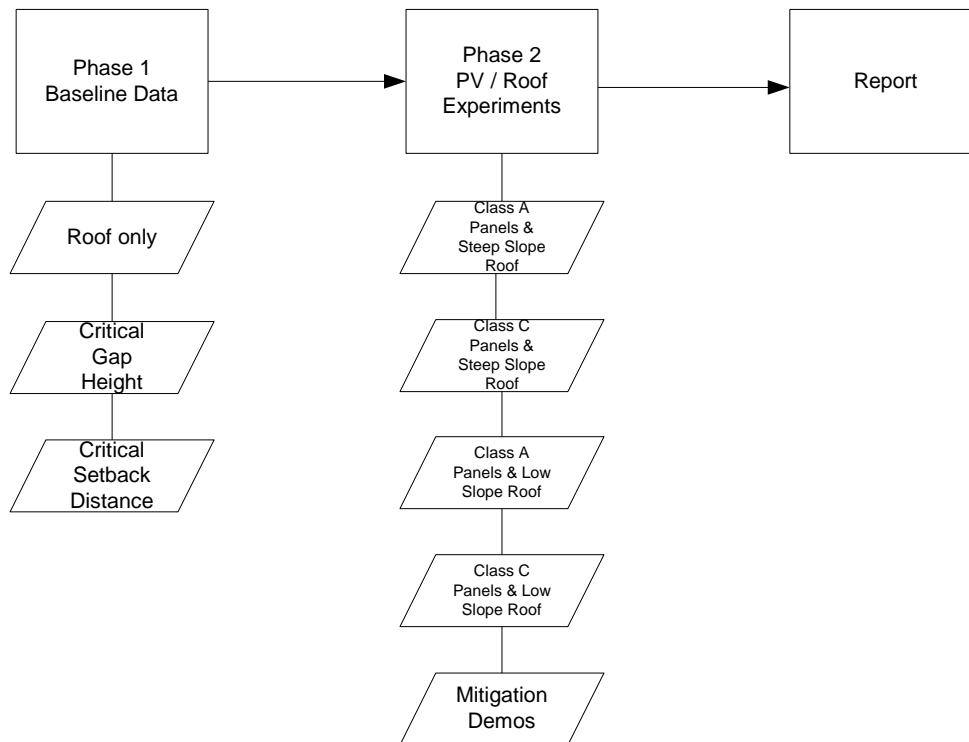 Phase 1
Baseline Data
Phase 2
PV / Roof
Experiments
Report
Roof only
Critical
Gap
Height
Critical
Setback
Distance
Class A
Panels &
Steep Slope
Roof
Class C
Panels &
Steep Slope
Roof
Class A
Panels & Low
Slope Roof
Class C
Panels & Low
Slope Roof
Mitigation
Demos